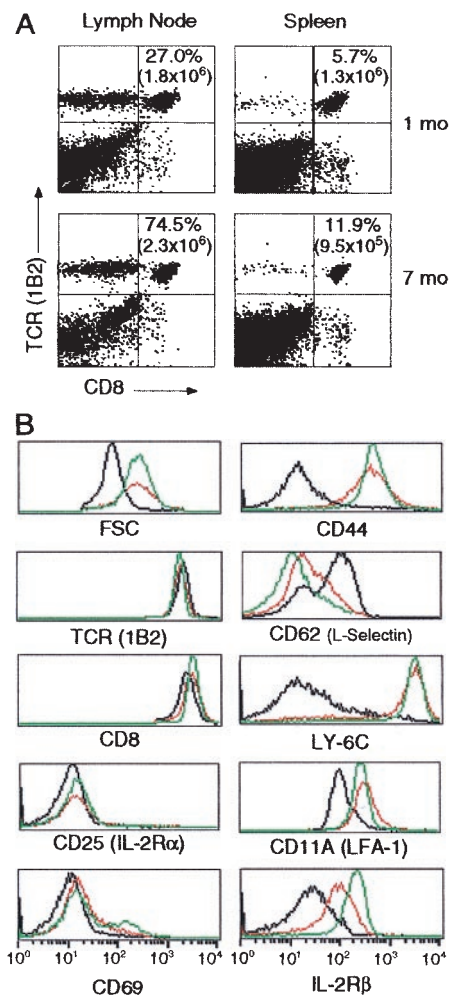 A
Lymph Node Spleen
27.0%
(1.8x10⁶)
5.7%
(1.3x10⁶)
1 mo
74.5%
(2.3x10⁶)
11.9%
(9.5x10⁵)
7 mo
TCR (1B2)
CD8
B
FSC CD44
TCR (1B2) CD62 (L-Selectin)
CD8 LY-6C
CD25 (IL-2Rα) CD11A (LFA-1)
10⁰ 10¹ 10² 10³ 10⁴ 10⁰ 10¹ 10² 10³ 10⁴
CD69 IL-2Rβ